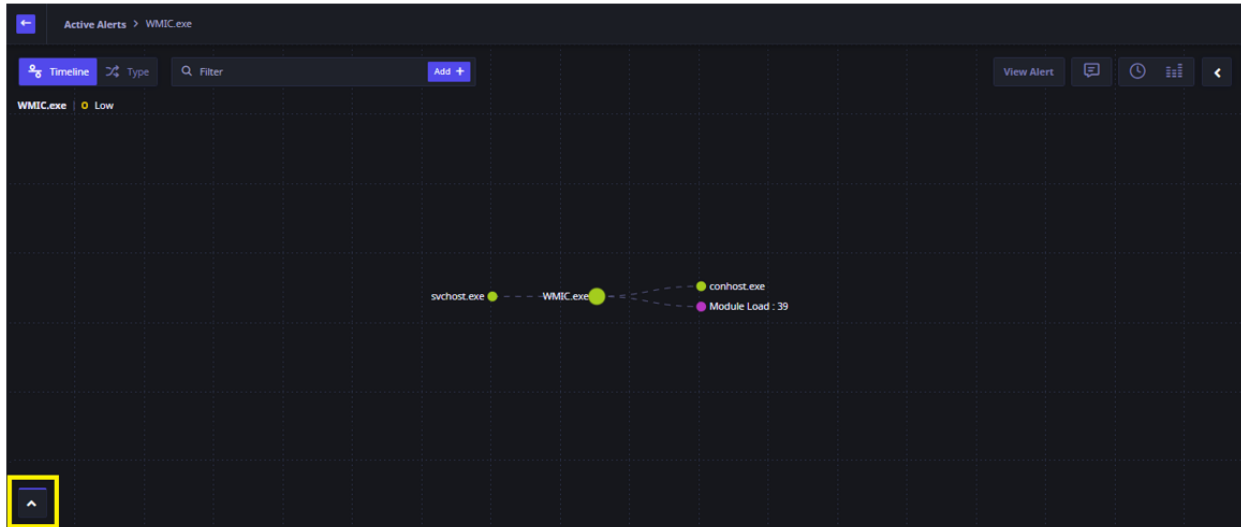 Active Alerts > WMIC.exe
Timeline Type Filter Add + View Alert
WMIC.exe | Low
conhost.exe
svchost.exe WMIC.exe
Module Load : 39